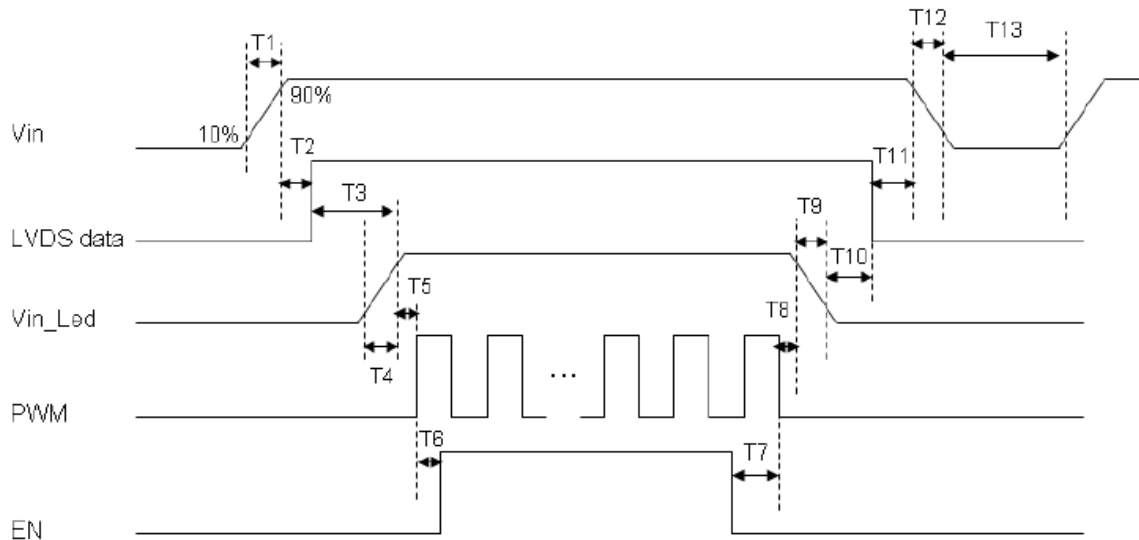 T1
T12
T13
90%
Vin
10%
T2
T11
T3
T9
LVDS data
T10
T5
T8
Vin_Led
T4
...
PWM
T6
T7
EN